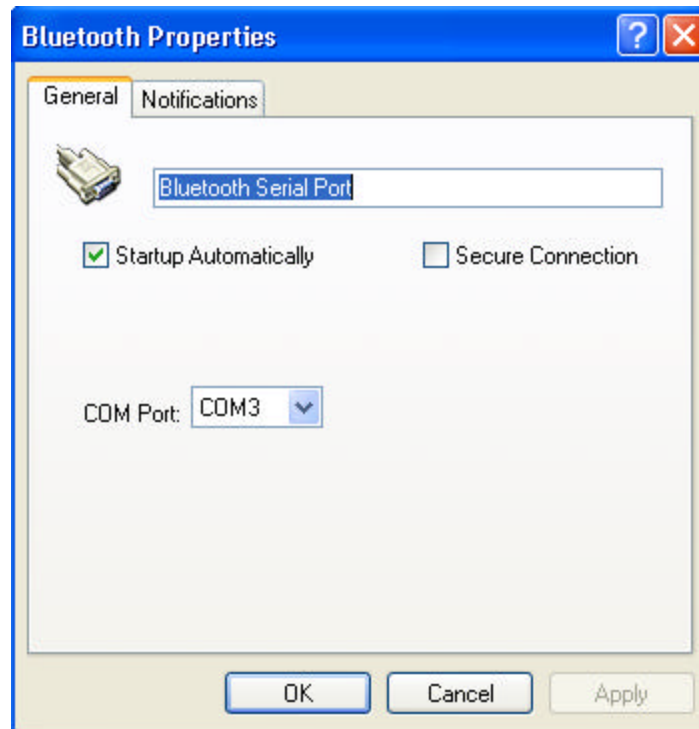 Bluetooth Properties
?
General Notifications
Bluetooth Serial Port
Startup Automatically Secure Connection
COM Port: COM3
OK Cancel Apply